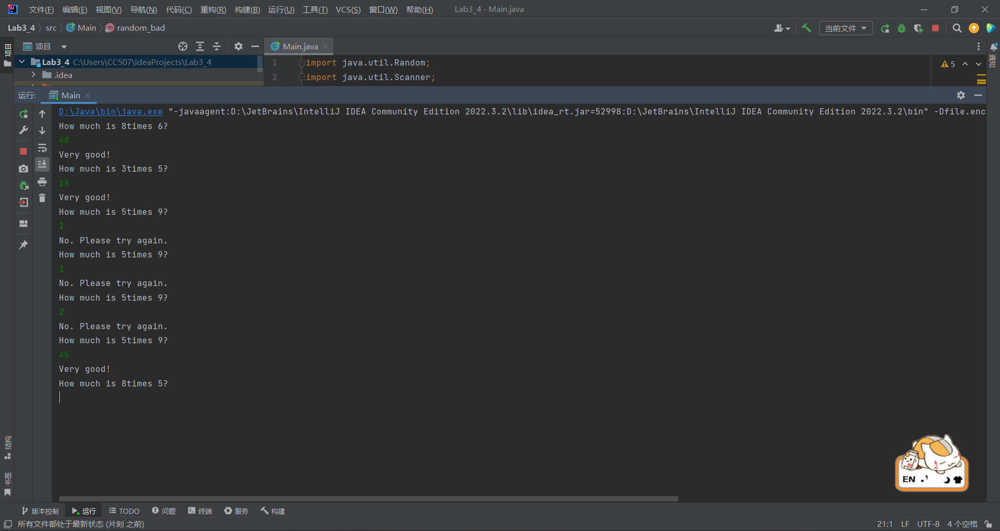 文件(F) 编辑(E) 视图(V) 导航(N) 代码(C) 重构(R) 构建(B) 运行(U) 工具(T) VCS(S) 窗口(W) 帮助(H) Lab3_4 - Main.java
Lab3_4 src Main random_bad 当前文件
项目 Main.java
项目
通知
Lab3_4 C:\Users\CC507\IdeaProjects\Lab3_4
.idea
1 import java.util.Random;
2 import java.util.Scanner;
5
运行: Main
D:\Java\bin\java.exe "-javaagent:D:\JetBrains\IntelliJ IDEA Community Edition 2022.3.2\lib\idea_rt.jar=52998:D:\JetBrains\IntelliJ IDEA Community Edition 2022.3.2\bin" -Dfile.enc
How much is 8times 6?
48
Very good!
How much is 3times 5?
15
Very good!
How much is 5times 9?
1
No. Please try again.
How much is 5times 9?
1
No. Please try again.
How much is 5times 9?
2
No. Please try again.
How much is 5times 9?
45
Very good!
How much is 8times 5?
结构
书签
EN
版本控制 运行 TODO 问题 终端 服务 构建
所有文件都处于最新状态 (片刻 之前) 21:1 LF UTF-8 4 个空格